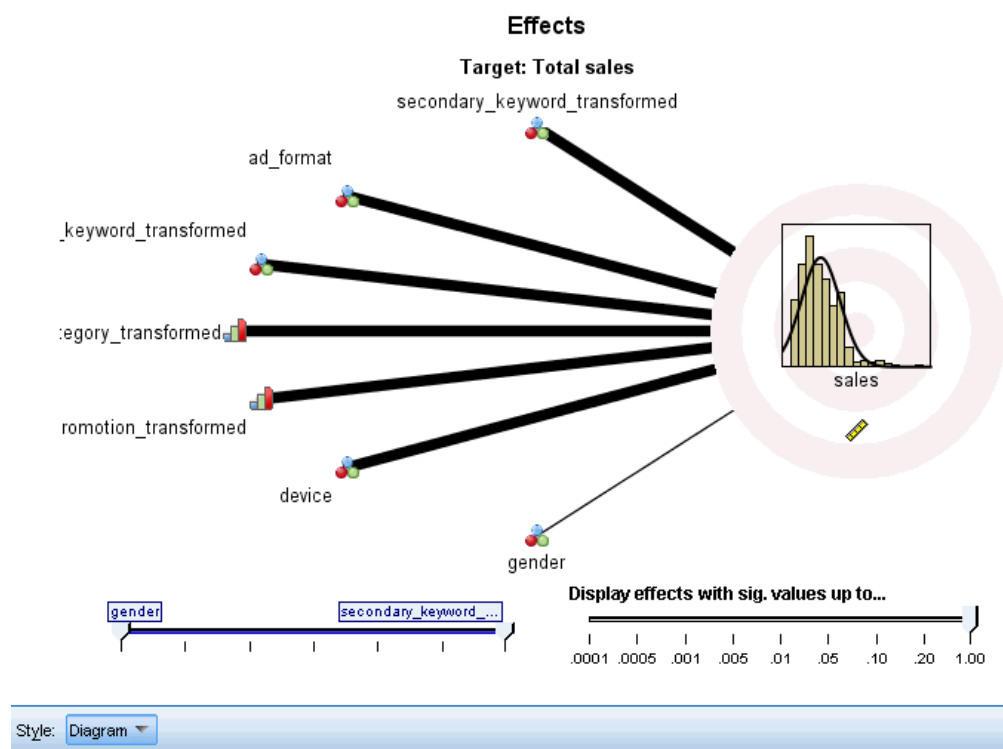 Effects
Target: Total sales
secondary_keyword_transformed
ad_format
_keyword_transformed
:egory_transformed
romotion_transformed
device
gender
sales
gender
secondary_keyword_...
Display effects with sig. values up to...
.0001 .0005 .001 .005 .01 .05 .10 .20 1.00
Style: Diagram